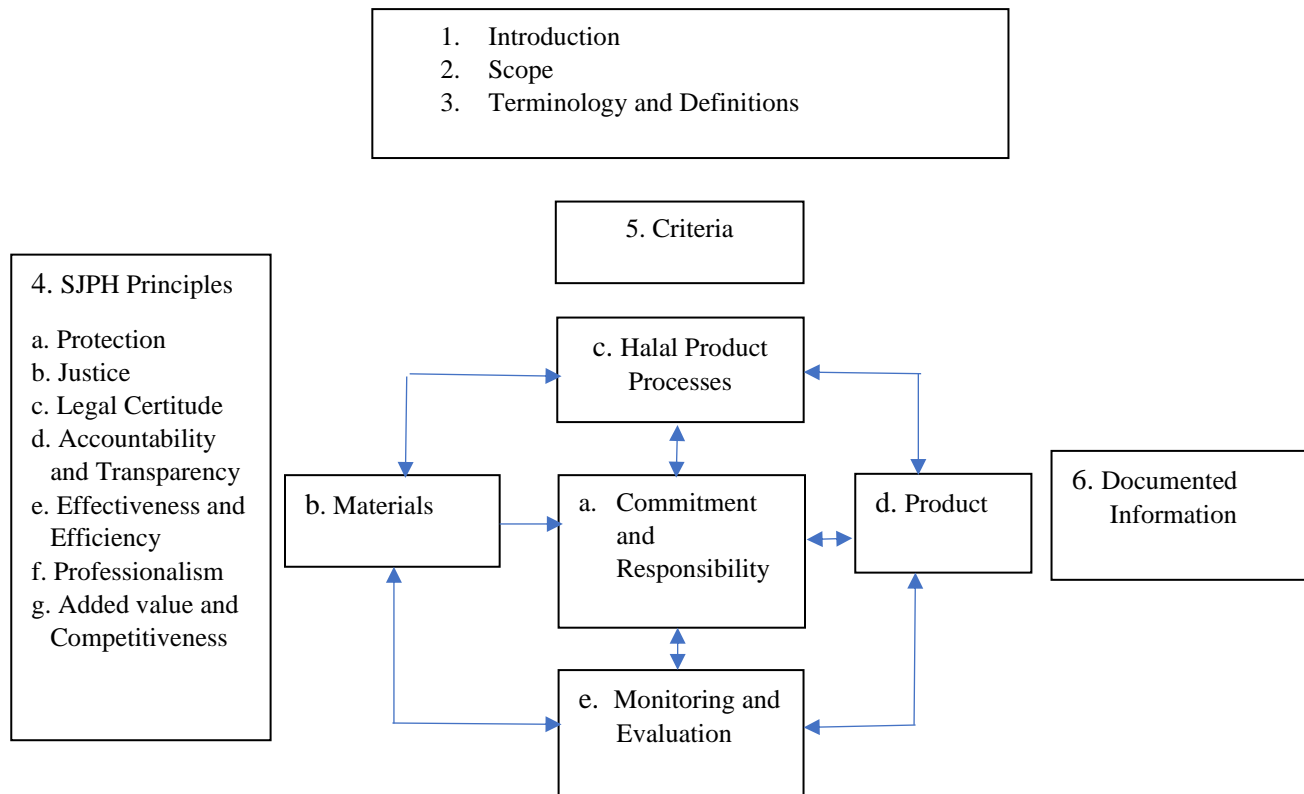 1. Introduction
2. Scope
3. Terminology and Definitions
5. Criteria
4. SJPH Principles
a. Protection
b. Justice
c. Legal Certitude
d. Accountability
and Transparency
e. Effectiveness and
Efficiency
f. Professionalism
g. Added value and
Competitiveness
c. Halal Product
Processes
b. Materials
a. Commitment
and
Responsibility
d. Product
6. Documented
Information
e. Monitoring and
Evaluation